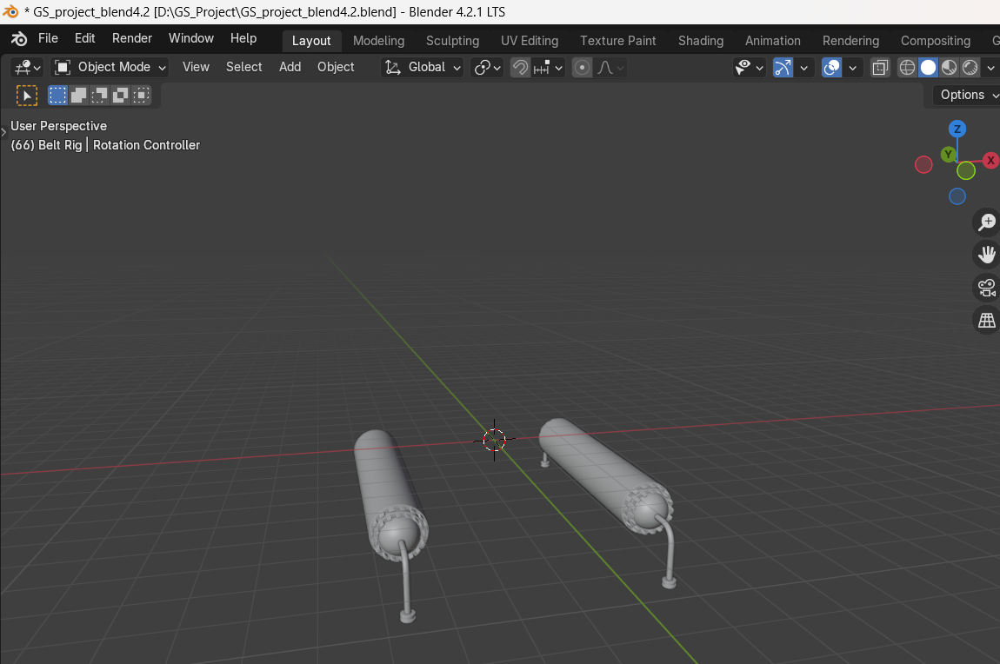 * GS_project_blend4.2 [D:\GS_Project\GS_project_blend4.2.blend] - Blender 4.2.1 LTS
File Edit Render Window Help Layout Modeling Sculpting UV Editing Texture Paint Shading Animation Rendering Compositing G
Object Mode View Select Add Object Global
Options
User Perspective
(66) Belt Rig | Rotation Controller
Z
Y
X